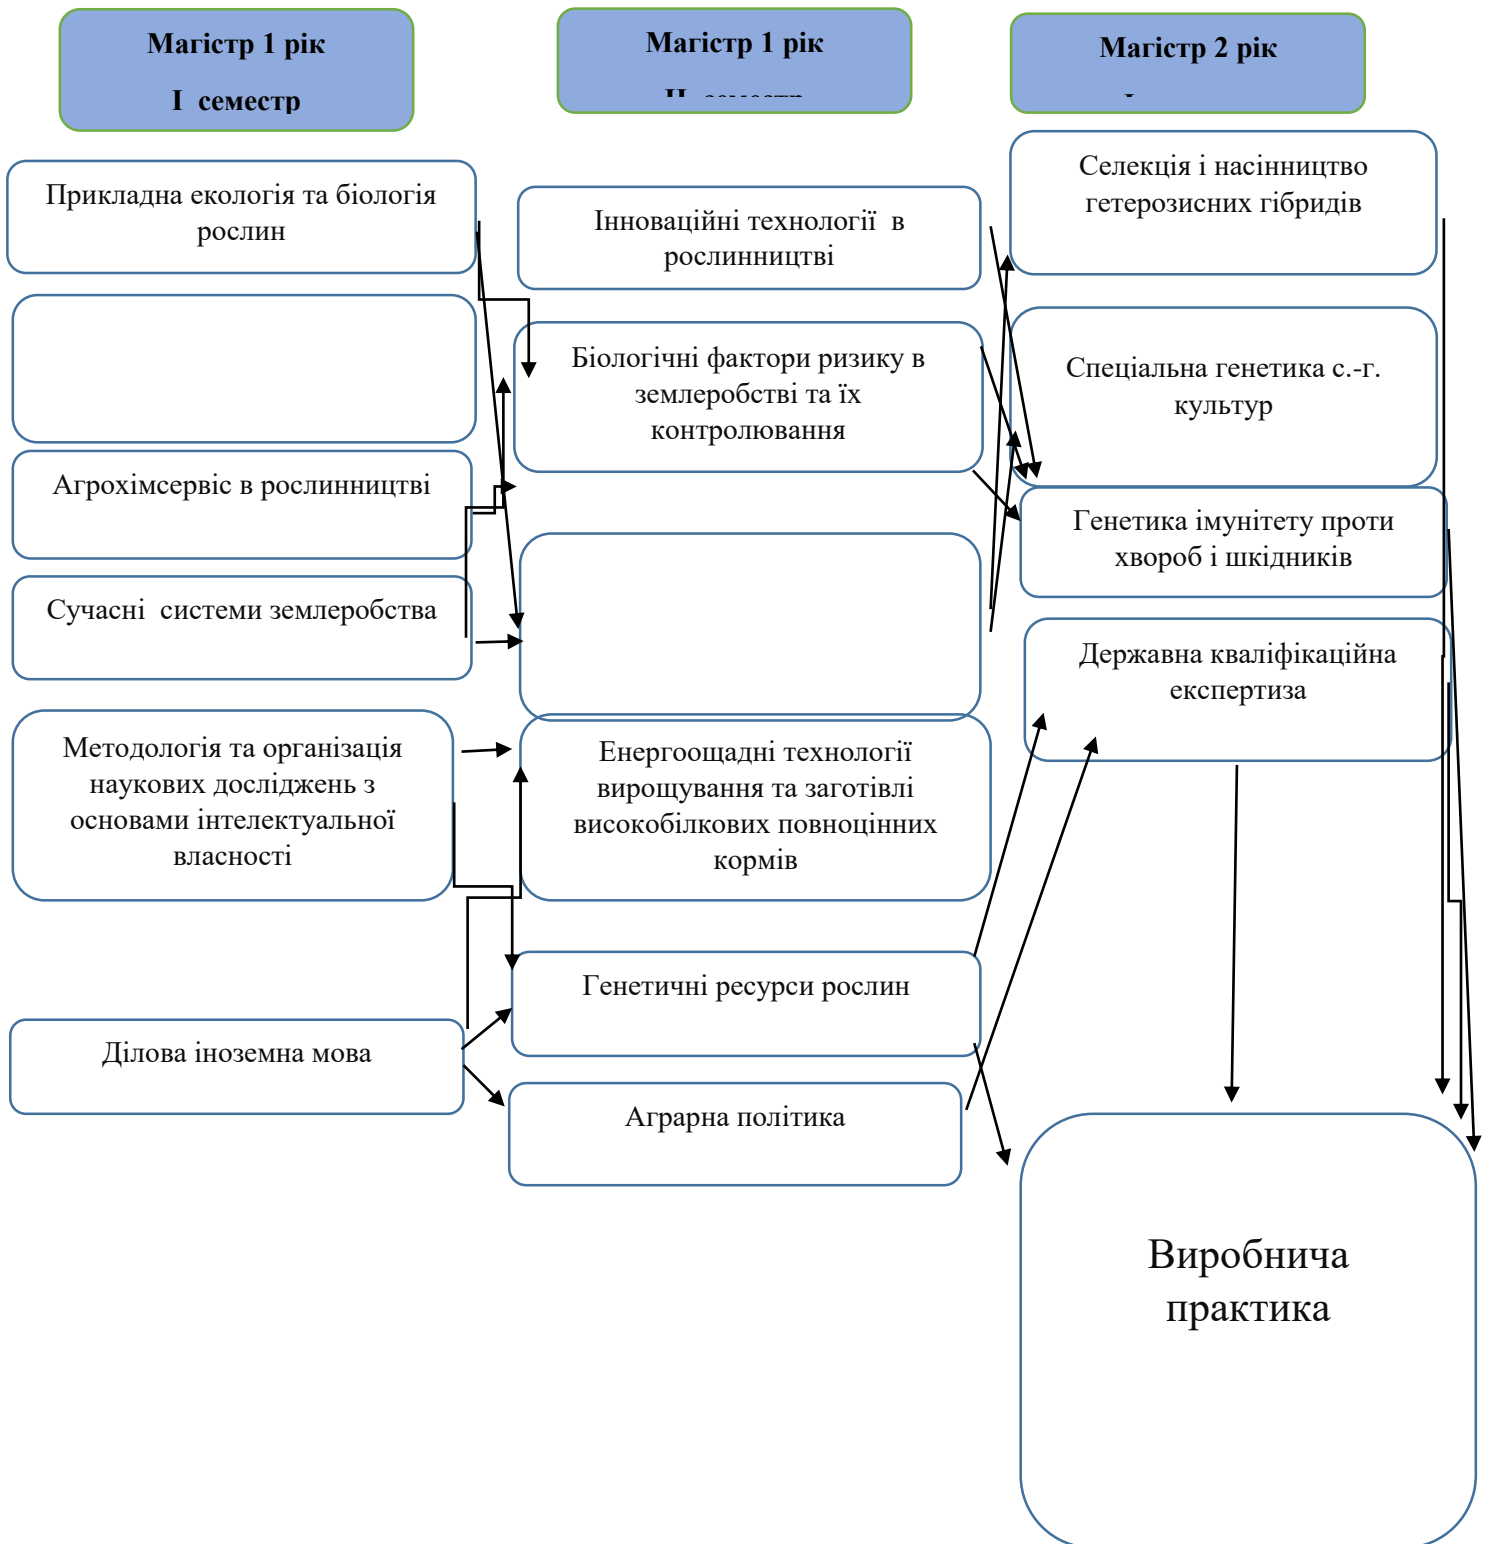 Магістр 1 рік
І семестр
Магістр 1 рік
ІІ семестр
Магістр 2 рік
Прикладна екологія та біологія
рослин
Агрохімсервіс в рослинництві
Сучасні системи землеробства
Методологія та організація
наукових досліджень з
основами інтелектуальної
власності
Ділова іноземна мова
Інноваційні технології в
рослинництві
Біологічні фактори ризику в
землеробстві та їх
контролювання
Енергоощадні технології
вирощування та заготівлі
високобілкових повноцінних
кормів
Генетичні ресурси рослин
Аграрна політика
Селекція і насінництво
гетерозисних гібридів
Спеціальна генетика с.-г.
культур
Генетика імунітету проти
хвороб і шкідників
Державна кваліфікаційна
експертиза
Виробнича
практика